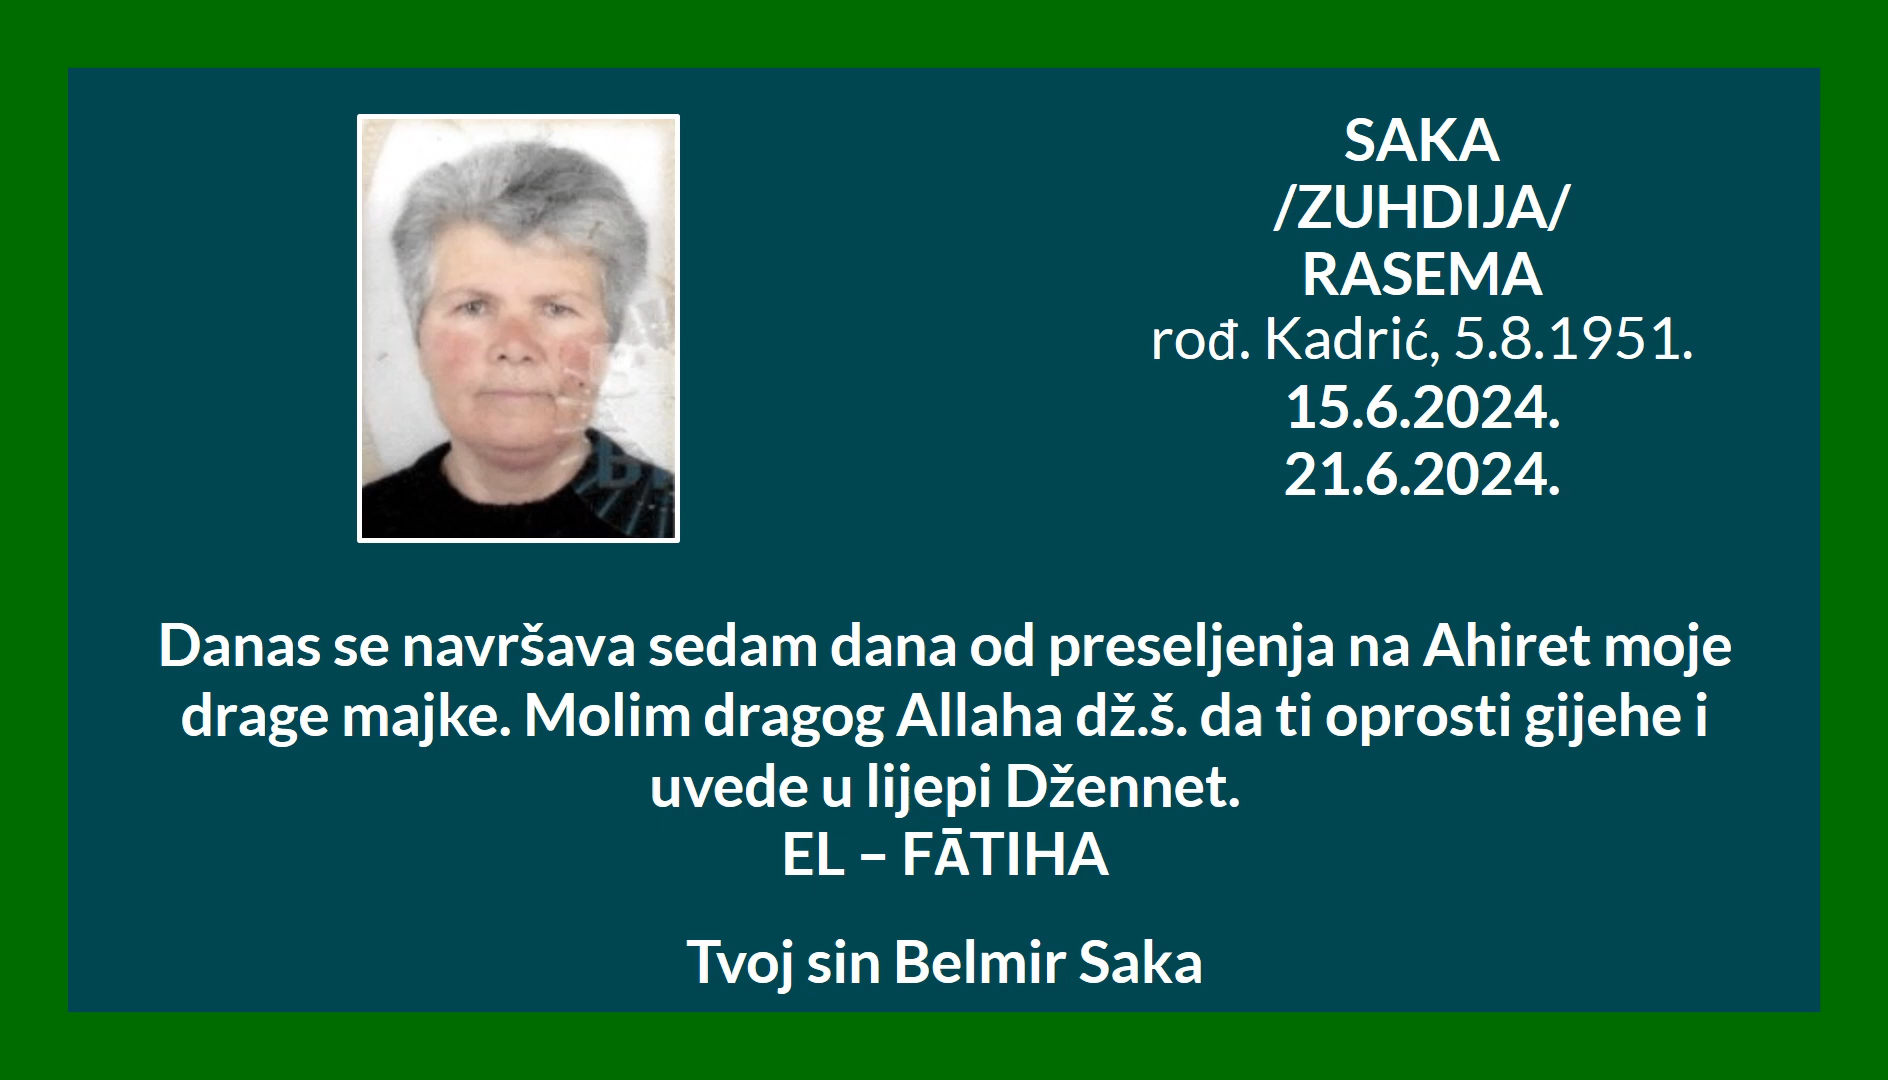 SAKA
/ZUHDIJA/
RASEMA
rođ. Kadrić, 5.8.1951.
15.6.2024.
21.6.2024.
Danas se navršava sedam dana od preseljenja na Ahiret moje
drage majke. Molim dragog Allaha dž.š. da ti oprosti gijehe i
uvede u lijepi Džennet.
EL – FĀTIHA
Tvoj sin Belmir Saka